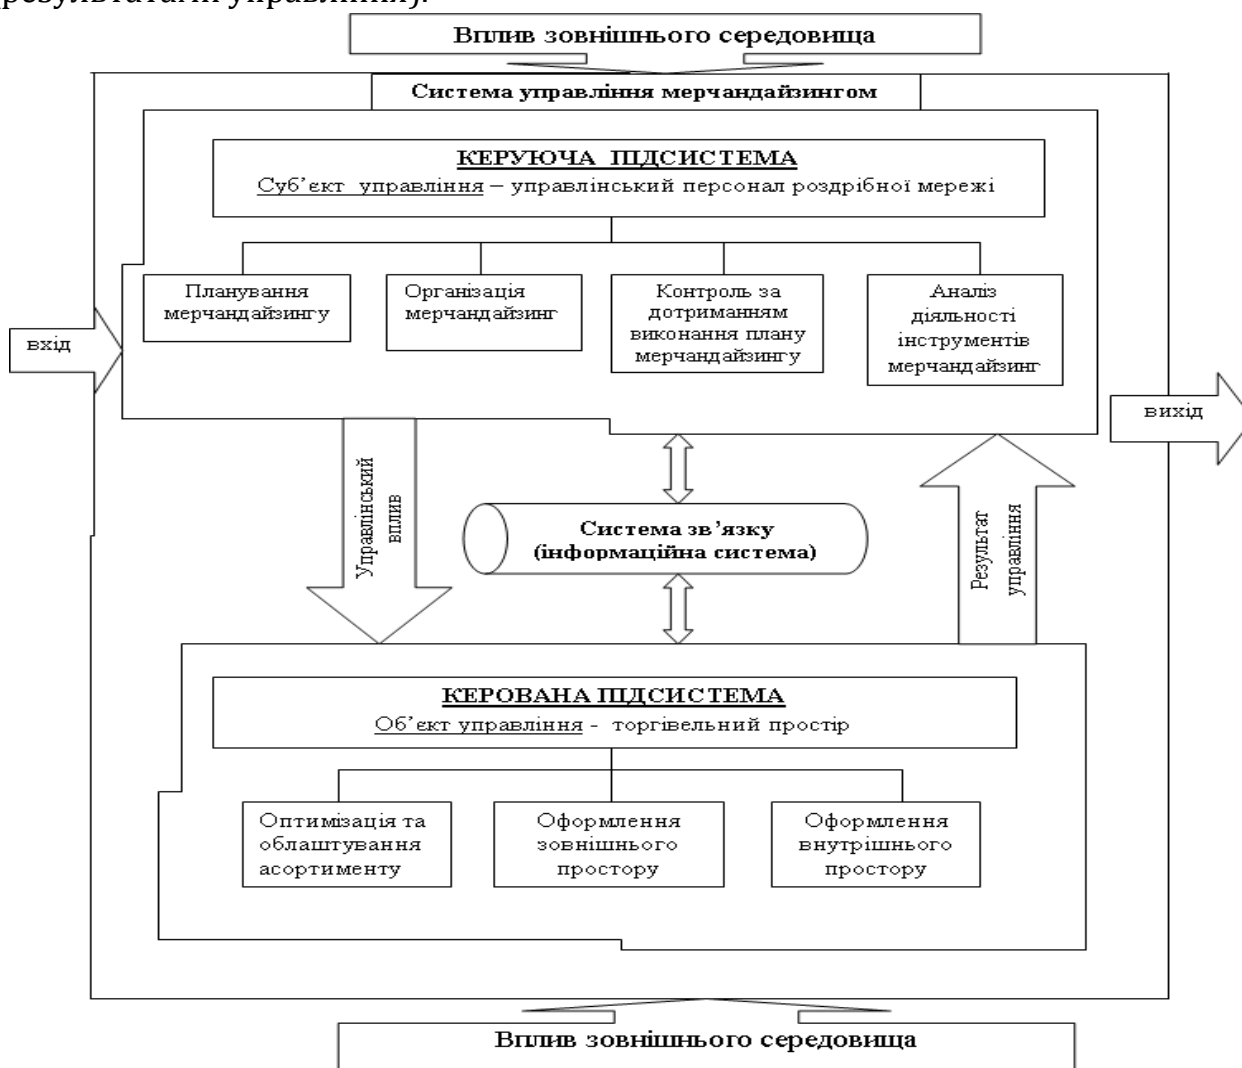 Вплив зовнішнього середовища
Система управління мерчандайзингом
КЕРУЮЧА ПІДСИСТЕМА
Суб’єкт управління – управлінський персонал роздрібної мережі
Планування
мерчандайзингу
Організація
мерчандайзинг
Контроль за
дотриманням
виконання плану
мерчандайзингу
Аналіз
діяльності
інструментів
мерчандайзинг
вхід
вихід
Управлінський
вплив
Система зв’язку
(інформаційна система)
Результат
управління
КЕРОВАНА ПІДСИСТЕМА
Об’єкт управління - торгівельний простір
Оптимізація та
облаштування
асортименту
Оформлення
зовнішнього
простору
Оформлення
внутрішнього
простору
Вплив зовнішнього середовища